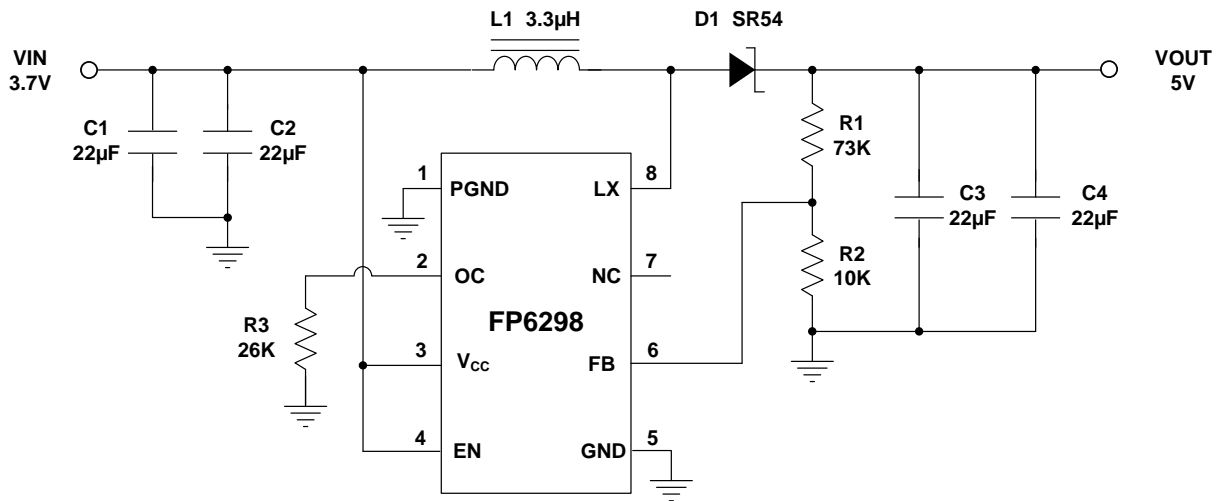 L1 3.3µH
D1 SR54
VIN
3.7V
VOUT
5V
C1
22µF
C2
22µF
R1
73K
1
PGND
LX
8
C3
22µF
C4
22µF
2
OC
NC
7
R2
10K
R3
26K
FP6298
3
VCC
FB
6
4
EN
GND
5